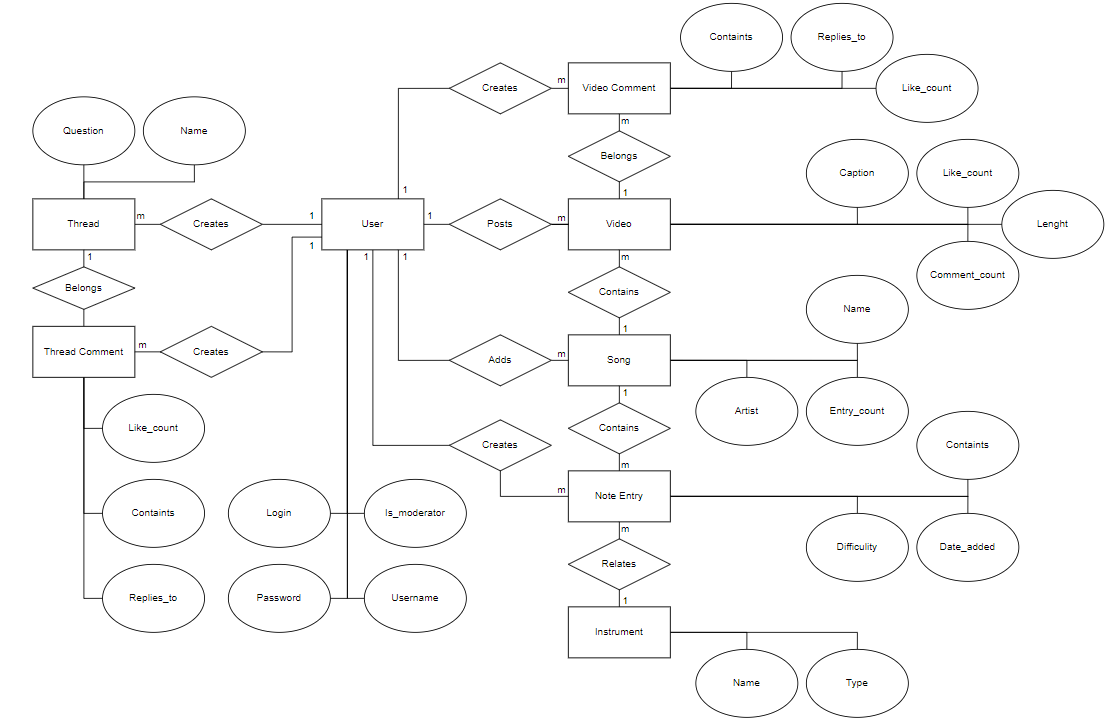 Containts
Replies_to
Like_count
Creates
m
Video Comment
m
Question
Name
Belongs
1
1
Caption
Like_count
Thread
m
Creates
1
User
1
Posts
m
Video
Lenght
1
1
1
1
m
Belongs
Contains
Comment_count
1
Name
Thread Comment
m
Creates
Adds
m
Song
1
Artist
Entry_count
Like_count
Contains
Creates
m
Containts
m
Note Entry
m
Containts
Login
Is_moderator
Difficulity
Date_added
Relates
Replies_to
Password
Username
1
Instrument
Name
Type